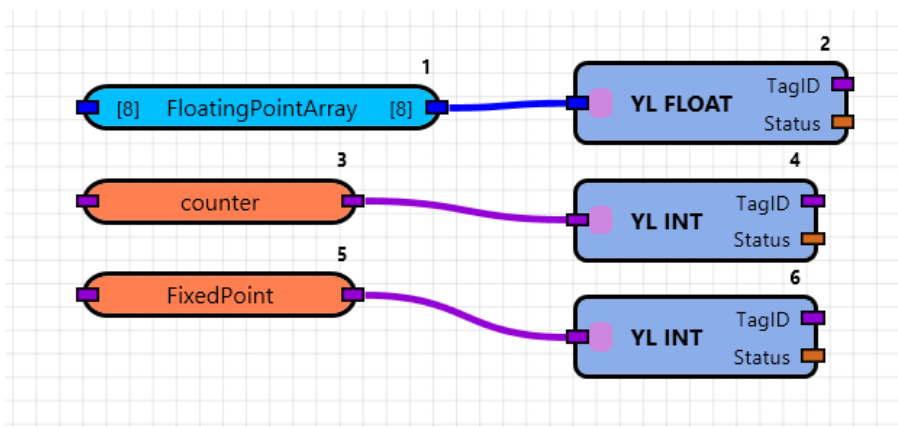 1
[8] FloatingPointArray [8]
2
YL FLOAT
TagID
Status
3
counter
4
YL INT
TagID
Status
5
FixedPoint
6
YL INT
TagID
Status